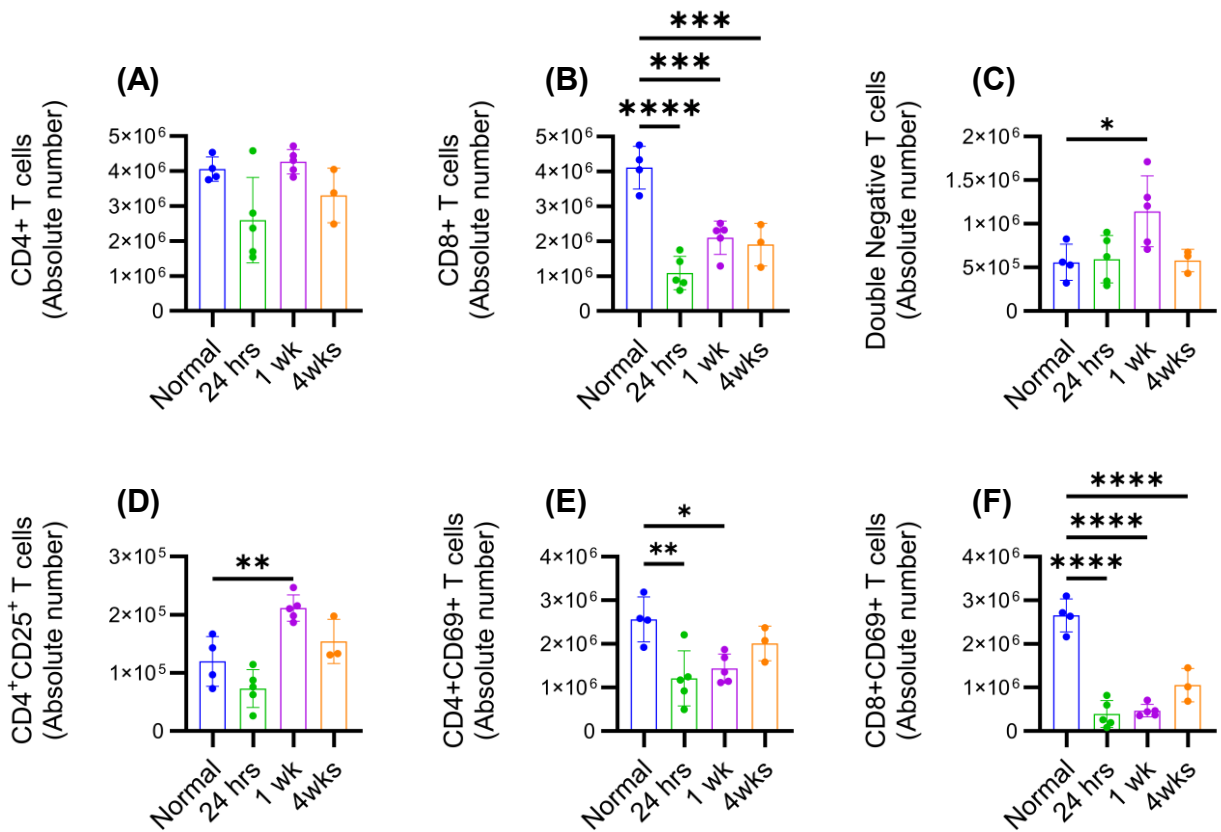 (A)
CD4+ T cells
(Absolute number)
5×10⁶
4×10⁶
3×10⁶
2×10⁶
1×10⁶
0
Normal
24 hrs
1 wk
4wks
(B)
CD8+ T cells
(Absolute number)
***
***
****
5×10⁶
4×10⁶
3×10⁶
2×10⁶
1×10⁶
0
Normal
24 hrs
1 wk
4wks
(C)
Double Negative T cells
(Absolute number)
*
2×10⁶
1.5×10⁶
1×10⁶
5×10⁵
0
Normal
24 hrs
1 wk
4wks
(D)
CD4⁺CD25⁺ T cells
(Absolute number)
**
3×10⁵
2×10⁵
1×10⁵
0
Normal
24 hrs
1 wk
4wks
(E)
CD4+CD69+ T cells
(Absolute number)
*
**
4×10⁶
3×10⁶
2×10⁶
1×10⁶
0
Normal
24 hrs
1 wk
4wks
(F)
CD8+CD69+ T cells
(Absolute number)
****
****
****
4×10⁶
3×10⁶
2×10⁶
1×10⁶
0
Normal
24 hrs
1 wk
4wks